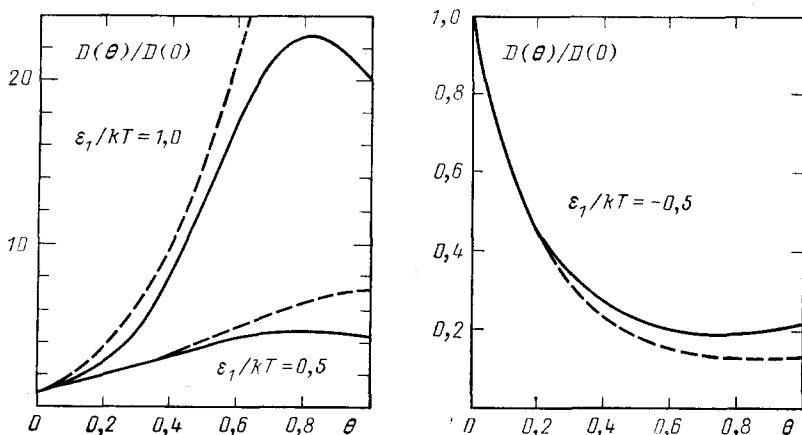 D(θ)/D(0)
20
ε₁/kT = 1,0
10
ε₁/kT = 0,5
0 0,2 0,4 0,6 0,8 θ
1,0
D(θ)/D(0)
0,8
ε₁/kT = -0,5
0,6
0,4
0,2
0 0,2 0,4 0,6 0,8 θ